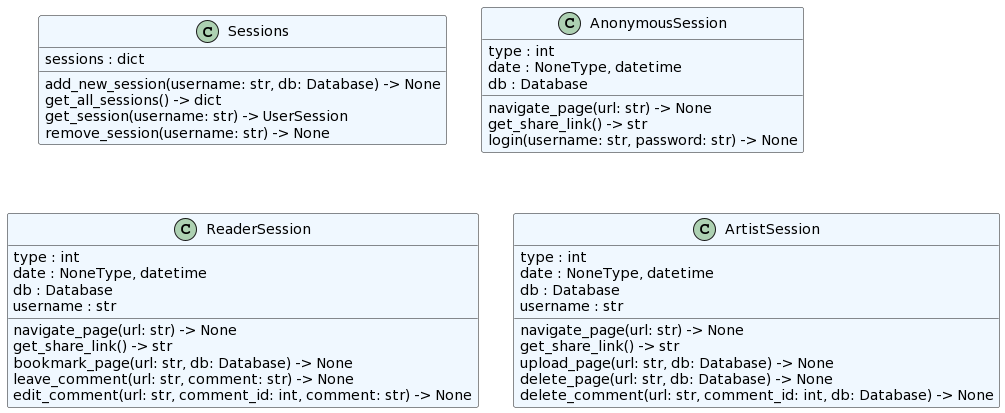 C Sessions
sessions : dict
add_new_session(username: str, db: Database) -> None
get_all_sessions() -> dict
get_session(username: str) -> UserSession
remove_session(username: str) -> None
C AnonymousSession
type : int
date : NoneType, datetime
db : Database
navigate_page(url: str) -> None
get_share_link() -> str
login(username: str, password: str) -> None
C ReaderSession
type : int
date : NoneType, datetime
db : Database
username : str
navigate_page(url: str) -> None
get_share_link() -> str
bookmark_page(url: str, db: Database) -> None
leave_comment(url: str, comment: str) -> None
edit_comment(url: str, comment_id: int, comment: str) -> None
C ArtistSession
type : int
date : NoneType, datetime
db : Database
username : str
navigate_page(url: str) -> None
get_share_link() -> str
upload_page(url: str, db: Database) -> None
delete_page(url: str, db: Database) -> None
delete_comment(url: str, comment_id: int, db: Database) -> None